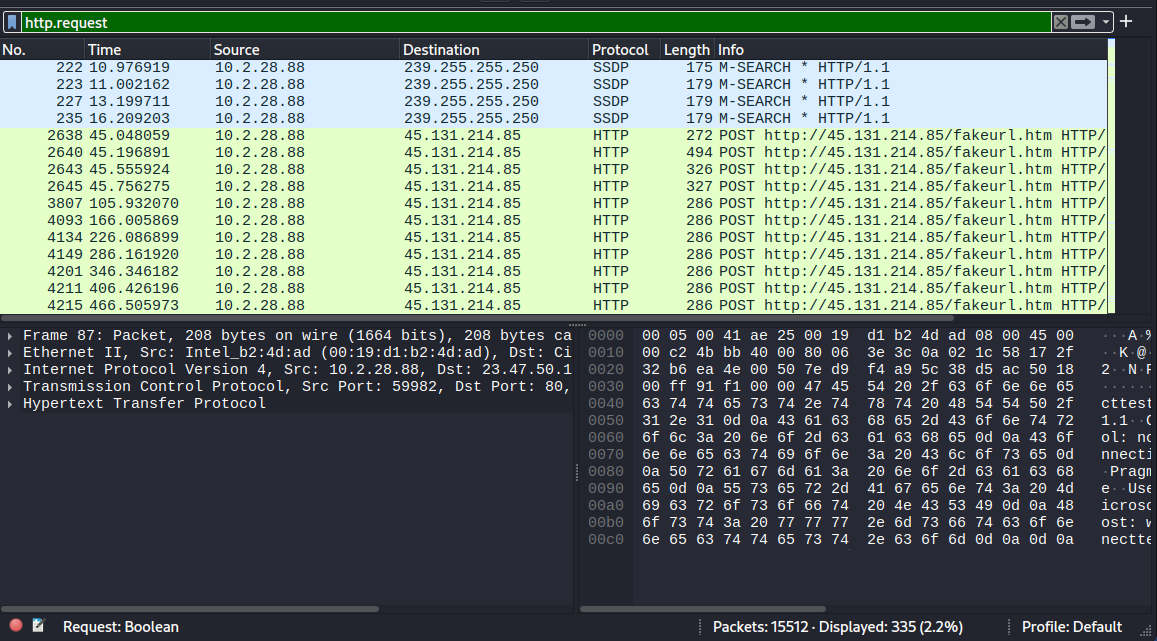 http.request
No. Time Source Destination Protocol Length Info
222 10.976919 10.2.28.88 239.255.255.250 SSDP 175 M-SEARCH * HTTP/1.1
223 11.002162 10.2.28.88 239.255.255.250 SSDP 179 M-SEARCH * HTTP/1.1
227 13.199711 10.2.28.88 239.255.255.250 SSDP 179 M-SEARCH * HTTP/1.1
235 16.209203 10.2.28.88 239.255.255.250 SSDP 179 M-SEARCH * HTTP/1.1
2638 45.048059 10.2.28.88 45.131.214.85 HTTP 272 POST http://45.131.214.85/fakeurl.htm HTTP/
2640 45.196891 10.2.28.88 45.131.214.85 HTTP 494 POST http://45.131.214.85/fakeurl.htm HTTP/
2643 45.555924 10.2.28.88 45.131.214.85 HTTP 326 POST http://45.131.214.85/fakeurl.htm HTTP/
2645 45.756275 10.2.28.88 45.131.214.85 HTTP 327 POST http://45.131.214.85/fakeurl.htm HTTP/
3807 105.932070 10.2.28.88 45.131.214.85 HTTP 286 POST http://45.131.214.85/fakeurl.htm HTTP/
4093 166.005869 10.2.28.88 45.131.214.85 HTTP 286 POST http://45.131.214.85/fakeurl.htm HTTP/
4134 226.086899 10.2.28.88 45.131.214.85 HTTP 286 POST http://45.131.214.85/fakeurl.htm HTTP/
4149 286.161920 10.2.28.88 45.131.214.85 HTTP 286 POST http://45.131.214.85/fakeurl.htm HTTP/
4201 346.346182 10.2.28.88 45.131.214.85 HTTP 286 POST http://45.131.214.85/fakeurl.htm HTTP/
4211 406.426196 10.2.28.88 45.131.214.85 HTTP 286 POST http://45.131.214.85/fakeurl.htm HTTP/
4215 466.505973 10.2.28.88 45.131.214.85 HTTP 286 POST http://45.131.214.85/fakeurl.htm HTTP/
Frame 87: Packet, 208 bytes on wire (1664 bits), 208 bytes ca
Ethernet II, Src: Intel_b2:4d:ad (00:19:d1:b2:4d:ad), Dst: Ci
Internet Protocol Version 4, Src: 10.2.28.88, Dst: 23.47.50.1
Transmission Control Protocol, Src Port: 59982, Dst Port: 80,
Hypertext Transfer Protocol
0000 00 05 00 41 ae 25 00 19 d1 b2 4d ad 08 00 45 00 ···A·%
0010 00 c2 4b bb 40 00 80 06 3e 3c 0a 02 1c 58 17 2f ··K·@·
0020 32 b6 ea 4e 00 50 7e d9 f4 a9 5c 38 d5 ac 50 18 2··N·P
0030 00 ff 91 f1 00 00 47 45 54 20 2f 63 6f 6e 6e 65 ······
0040 63 74 74 65 73 74 2e 74 78 74 20 48 54 54 50 2f cttest
0050 31 2e 31 0d 0a 43 61 63 68 65 2d 43 6f 6e 74 72 1.1··C
0060 6f 6c 3a 20 6e 6f 2d 63 61 63 68 65 0d 0a 43 6f ol: no
0070 6e 6e 65 63 74 69 6f 6e 3a 20 43 6c 6f 73 65 0d nnecti
0080 0a 50 72 61 67 6d 61 3a 20 6e 6f 2d 63 61 63 68 ·Pragm
0090 65 0d 0a 55 73 65 72 2d 41 67 65 6e 74 3a 20 4d e··Use
00a0 69 63 72 6f 73 6f 66 74 20 4e 43 53 49 0d 0a 48 icroso
00b0 6f 73 74 3a 20 77 77 77 2e 6d 73 66 74 63 6f 6e ost: w
00c0 6e 65 63 74 74 65 73 74 2e 63 6f 6d 0d 0a 0d 0a nectte
Request: Boolean
Packets: 15512 · Displayed: 335 (2.2%)
Profile: Default